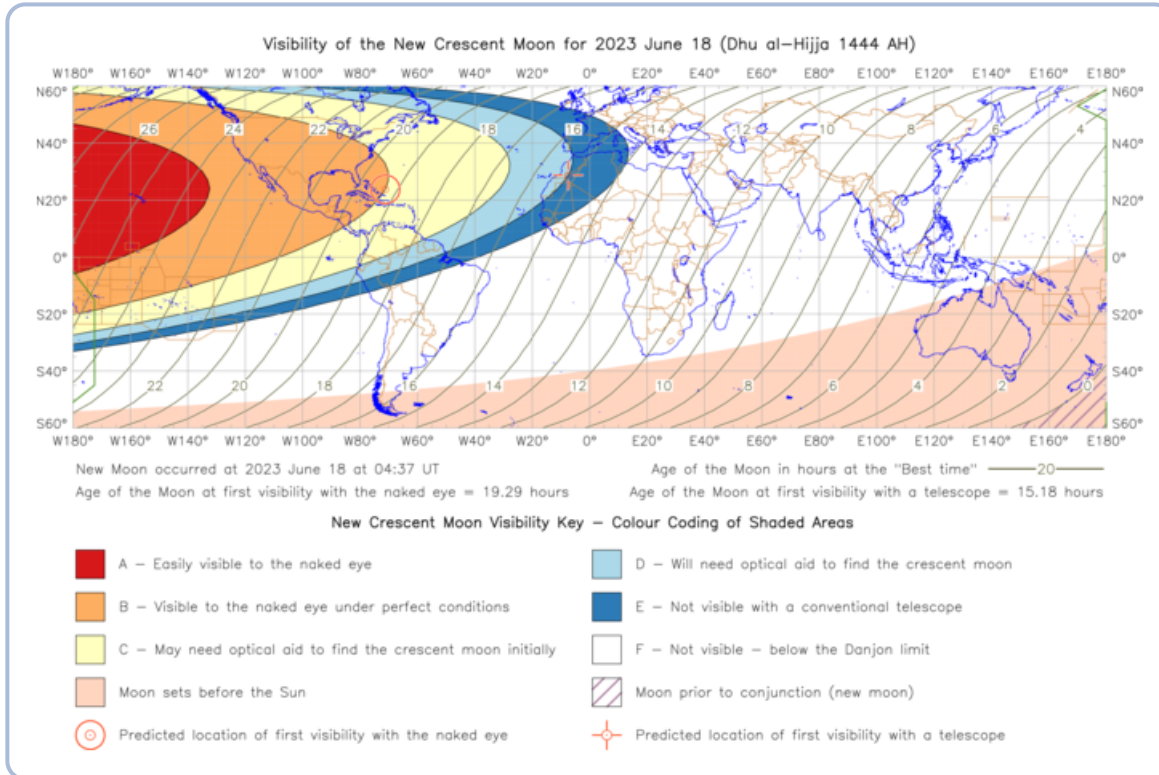 Visibility of the New Crescent Moon for 2023 June 18 (Dhu al-Hijja 1444 AH)
W180° W160° W140° W120° W100° W80° W60° W40° W20° 0° E20° E40° E60° E80° E100° E120° E140° E160° E180°
N60° N60°
26 24 22 20 18 16 14 12 10 8 6 4
N40° N40°
N20° N20°
0° 0°
S20° S20°
S40° S40°
22 20 18 16 14 12 10 8 6 4 2 0
S60° S60°
W180° W160° W140° W120° W100° W80° W60° W40° W20° 0° E20° E40° E60° E80° E100° E120° E140° E160° E180°
New Moon occurred at 2023 June 18 at 04:37 UT
Age of the Moon in hours at the "Best time" 20
Age of the Moon at first visibility with the naked eye = 19.29 hours
Age of the Moon at first visibility with a telescope = 15.18 hours
New Crescent Moon Visibility Key – Colour Coding of Shaded Areas
A – Easily visible to the naked eye
D – Will need optical aid to find the crescent moon
B – Visible to the naked eye under perfect conditions
E – Not visible with a conventional telescope
C – May need optical aid to find the crescent moon initially
F – Not visible – below the Danjon limit
Moon sets before the Sun
Moon prior to conjunction (new moon)
Predicted location of first visibility with the naked eye
Predicted location of first visibility with a telescope